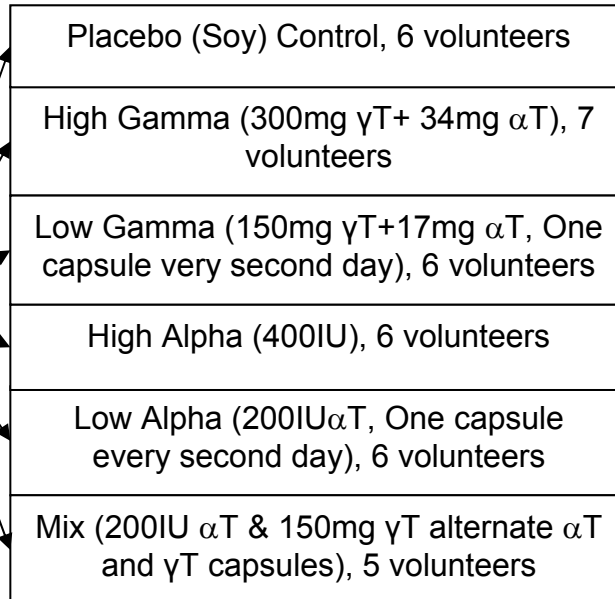 Placebo (Soy) Control, 6 volunteers
High Gamma (300mg γT+ 34mg αT), 7
volunteers
Low Gamma (150mg γT+17mg αT, One
capsule very second day), 6 volunteers
High Alpha (400IU), 6 volunteers
Low Alpha (200IUαT, One capsule
every second day), 6 volunteers
Mix (200IU αT & 150mg γT alternate αT
and γT capsules), 5 volunteers